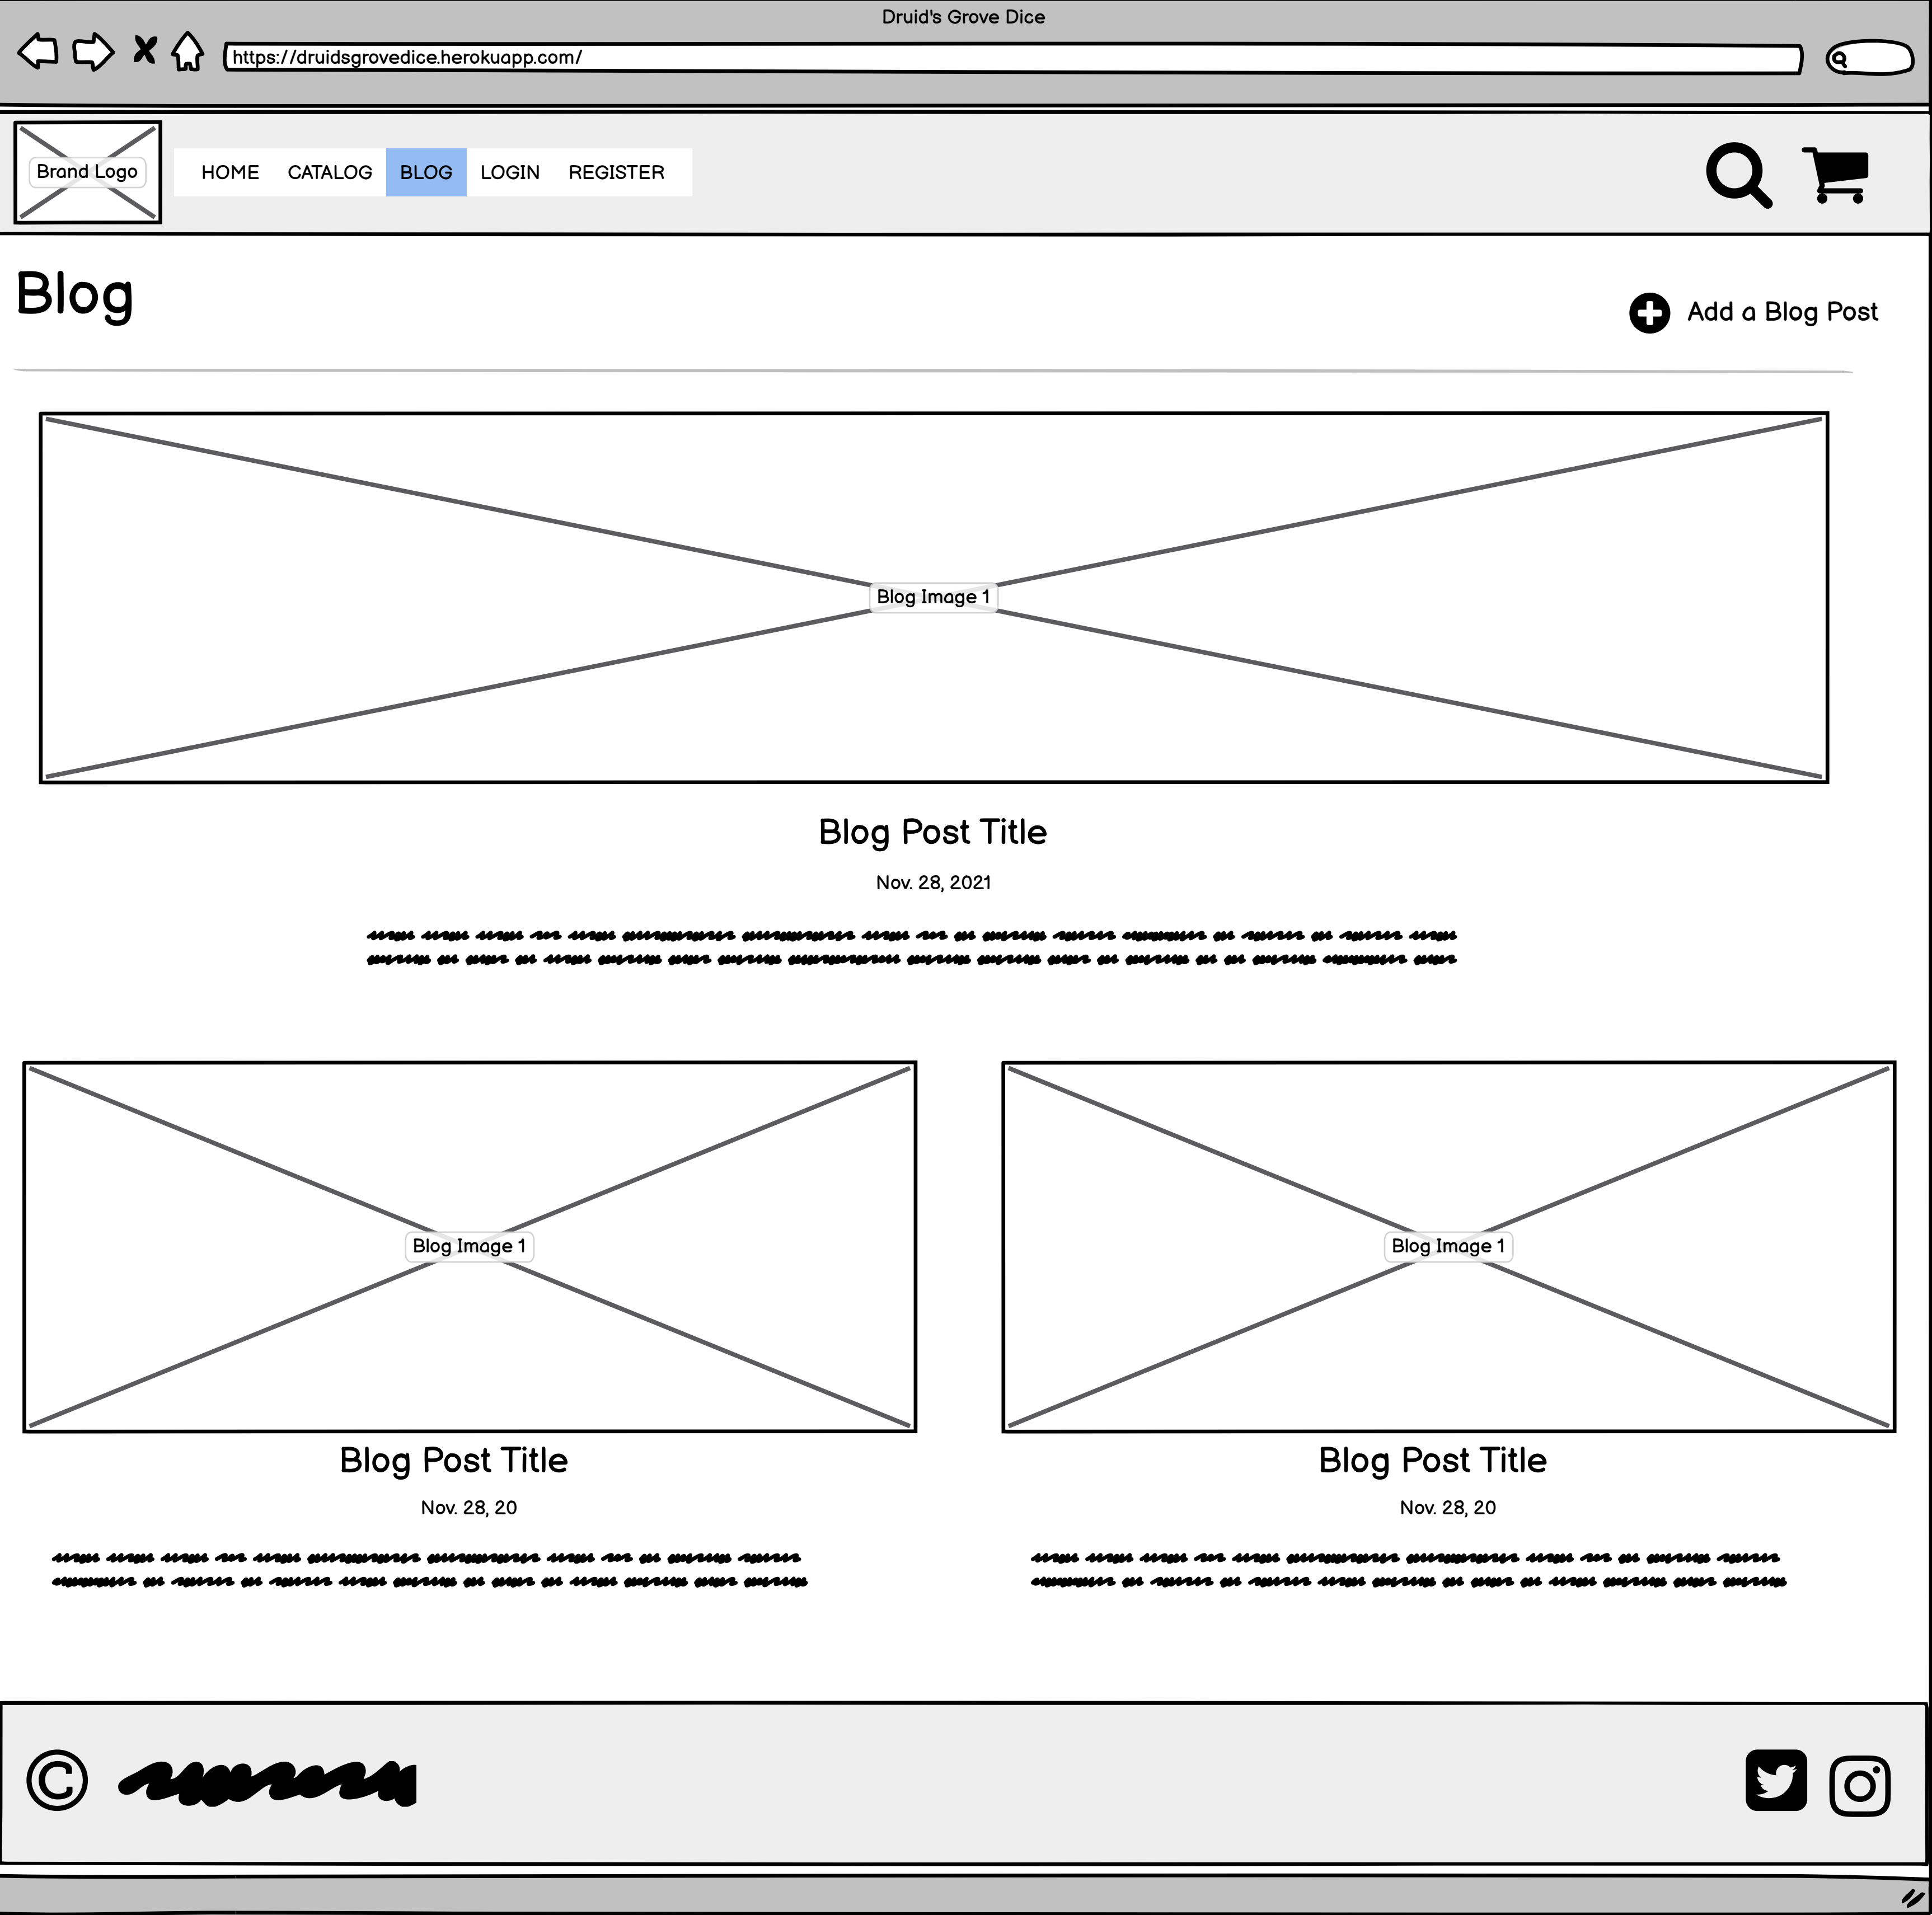 Druid's Grove Dice
https://druidsgrovedice.herokuapp.com/
Brand Logo
HOME CATALOG BLOG LOGIN REGISTER
Blog
Add a Blog Post
Blog Image 1
Blog Post Title
Nov. 28, 2021
Blog Image 1
Blog Post Title
Nov. 28, 20
Blog Image 1
Blog Post Title
Nov. 28, 20
©